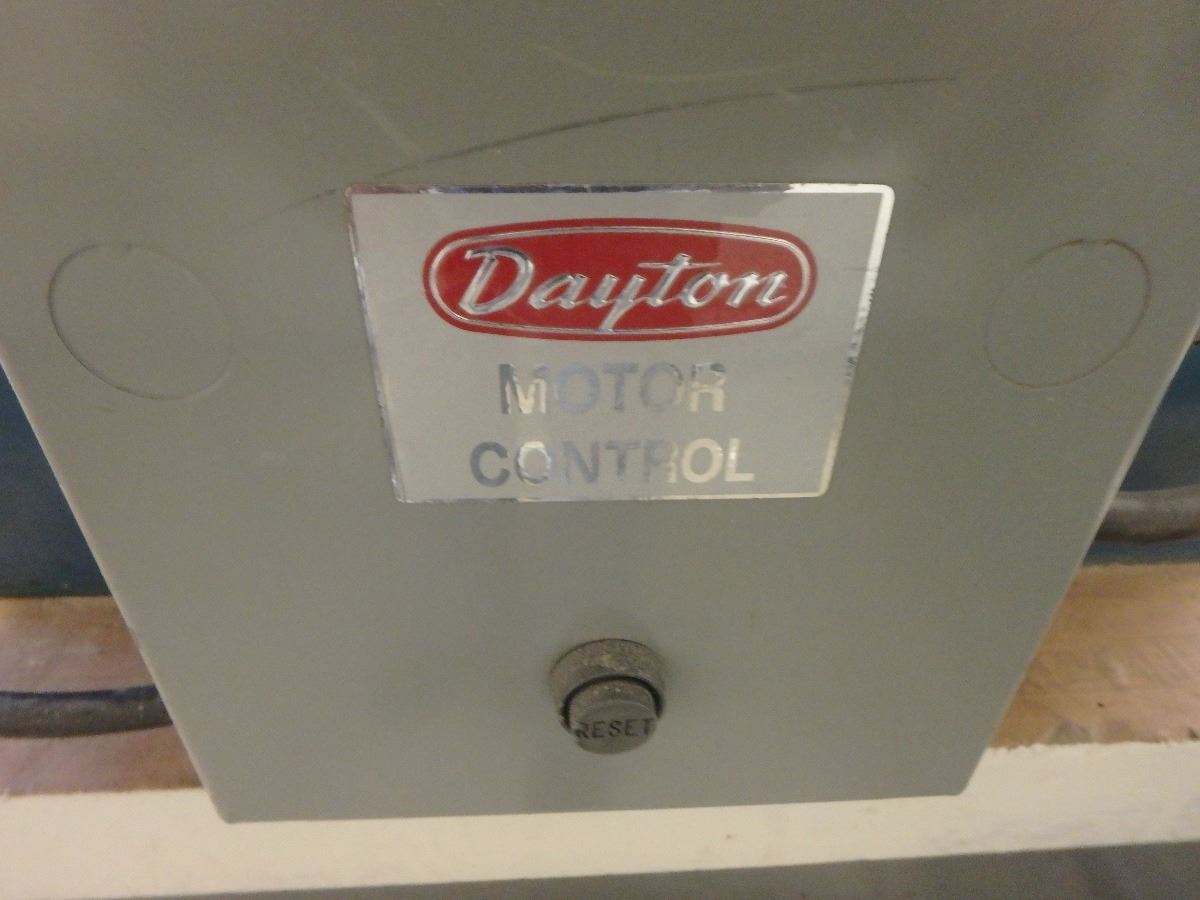 Dayton
MOTOR
CONTROL
RESET